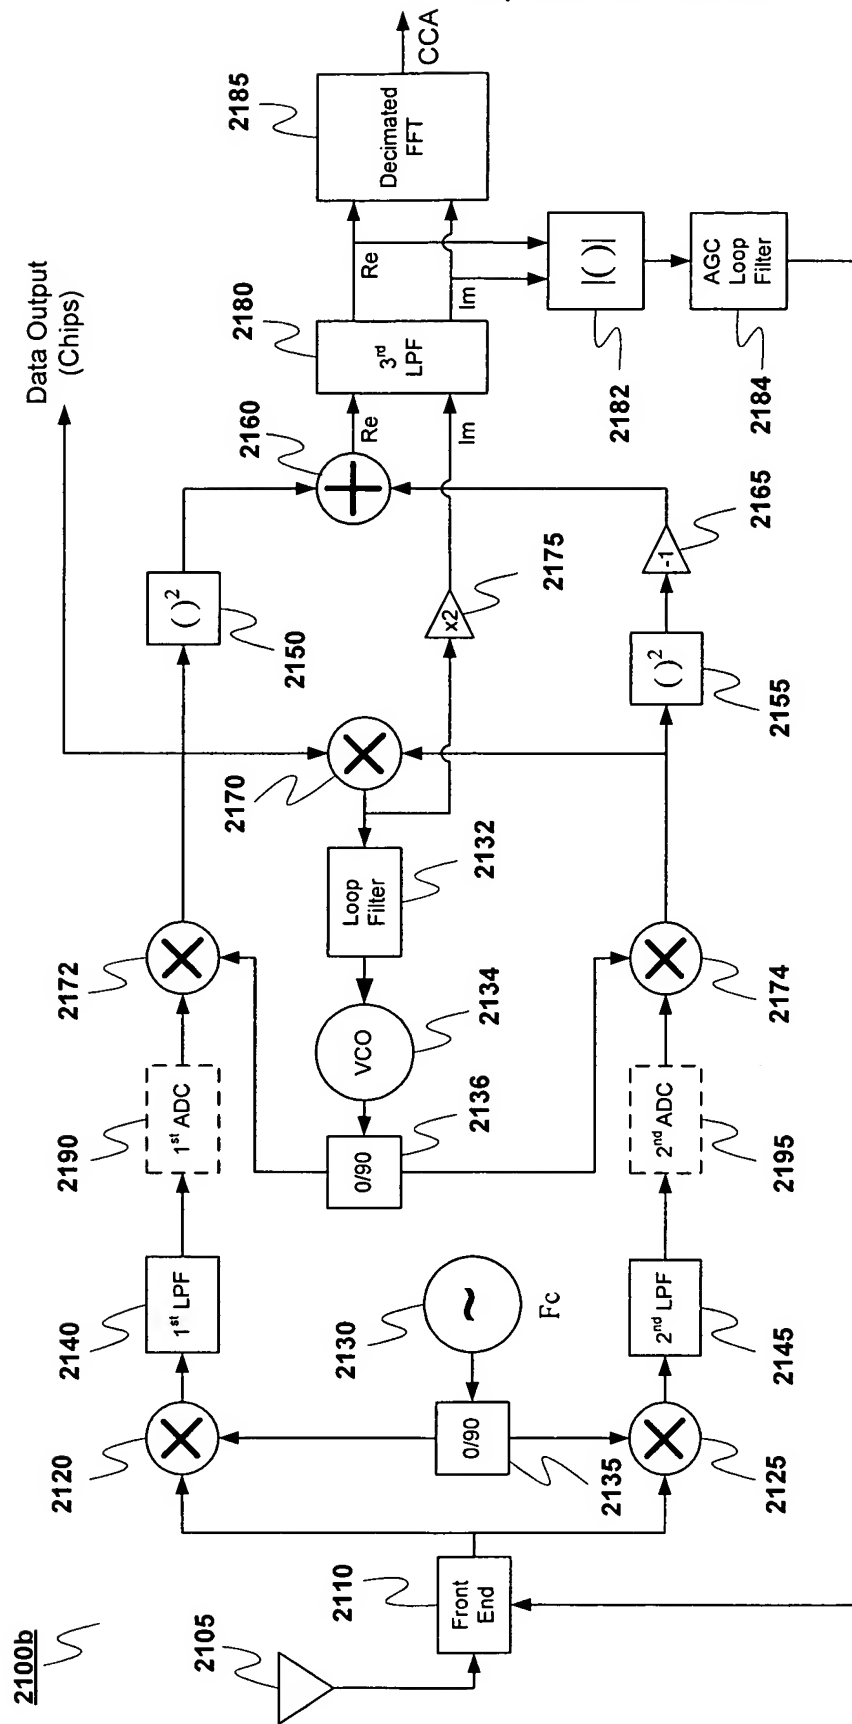 2100b
2105
2110
Front
End
2120
2125
2130
Fc
2135
0/90
2140
1st LPF
2145
2nd LPF
2190
1st ADC
2195
2nd ADC
2136
0/90
2134
VCO
2132
Loop
Filter
2172
2174
2170
2150
( )2
2155
( )2
2175
x2
2165
-1
2160
Data Output
(Chips)
Re
Im
2180
3rd
LPF
Re
Im
2182
|( )|
2184
AGC
Loop
Filter
2185
Decimated
FFT
CCA